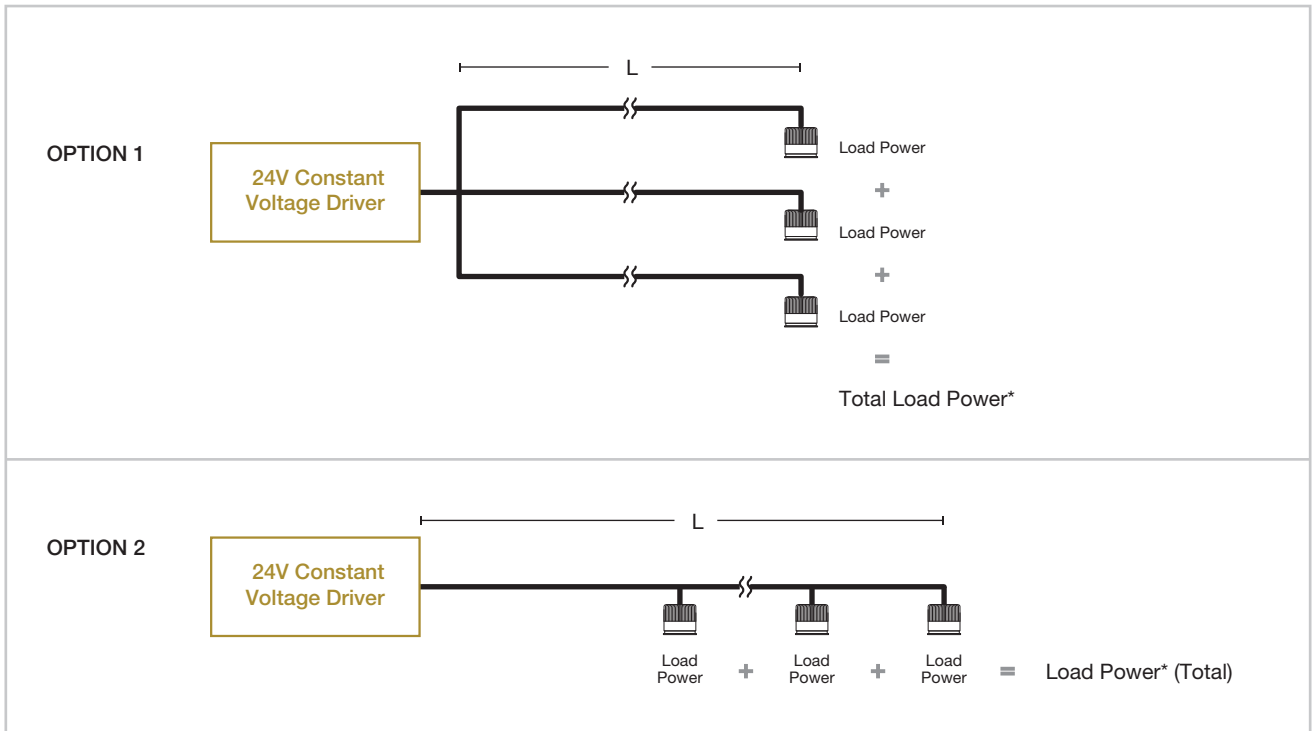 L
OPTION 1
24V Constant
Voltage Driver
Load Power
+
Load Power
+
Load Power
=
Total Load Power*
L
OPTION 2
24V Constant
Voltage Driver
Load
Power
+
Load
Power
+
Load
Power
=
Load Power* (Total)